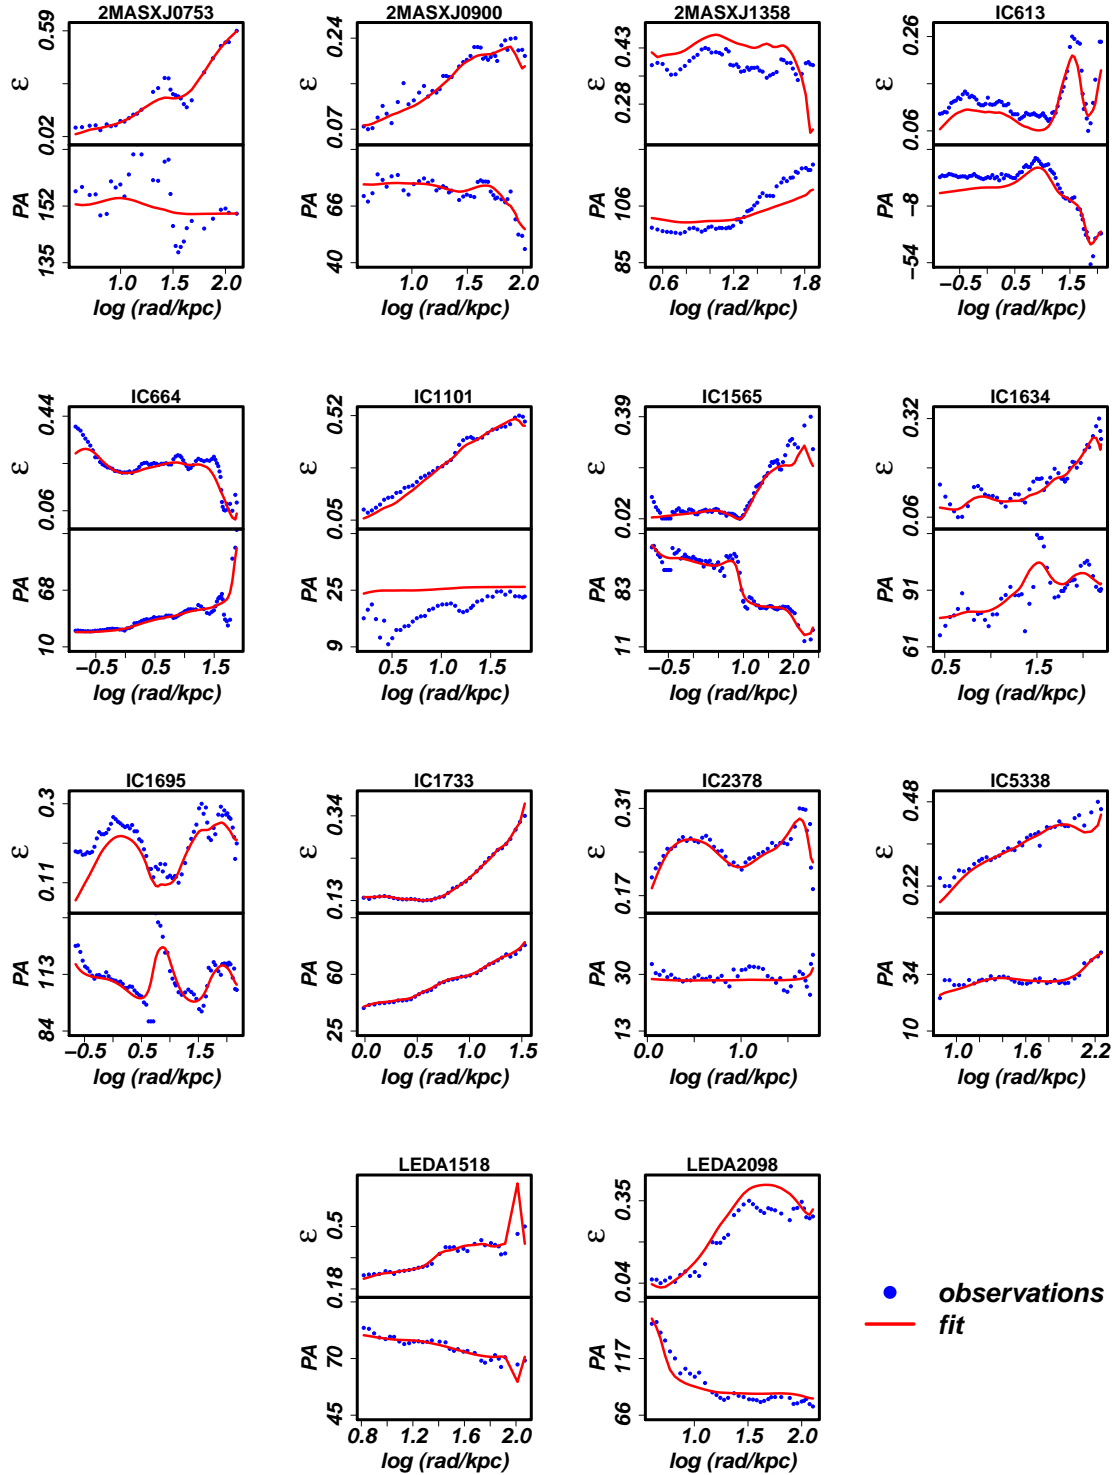 2MASXJ0753
2MASXJ0900
2MASXJ1358
IC613
ε 0.59 0.02
ε 0.24 0.07
ε 0.43 0.28
ε 0.26 0.06
PA 152 135
PA 66 40
PA 106 85
PA -8 -54
1.0 1.5 2.0
1.0 1.5 2.0
0.6 1.2 1.8
-0.5 0.5 1.5
log (rad/kpc)
log (rad/kpc)
log (rad/kpc)
log (rad/kpc)
IC664
IC1101
IC1565
IC1634
ε 0.44 0.06
ε 0.52 0.05
ε 0.39 0.02
ε 0.32 0.06
PA 68 10
PA 25 9
PA 83 11
PA 91 61
-0.5 0.5 1.5
0.5 1.0 1.5
-0.5 1.0 2.0
0.5 1.5
log (rad/kpc)
log (rad/kpc)
log (rad/kpc)
log (rad/kpc)
IC1695
IC1733
IC2378
IC5338
ε 0.3 0.11
ε 0.34 0.13
ε 0.31 0.17
ε 0.48 0.22
PA 113 84
PA 60 25
PA 30 13
PA 34 10
-0.5 0.5 1.5
0.0 0.5 1.0 1.5
0.0 1.0
1.0 1.6 2.2
log (rad/kpc)
log (rad/kpc)
log (rad/kpc)
log (rad/kpc)
LEDA1518
LEDA2098
ε 0.5 0.18
ε 0.35 0.04
PA 70 45
PA 117 66
0.8 1.2 1.6 2.0
1.0 1.5 2.0
log (rad/kpc)
log (rad/kpc)
observations
fit